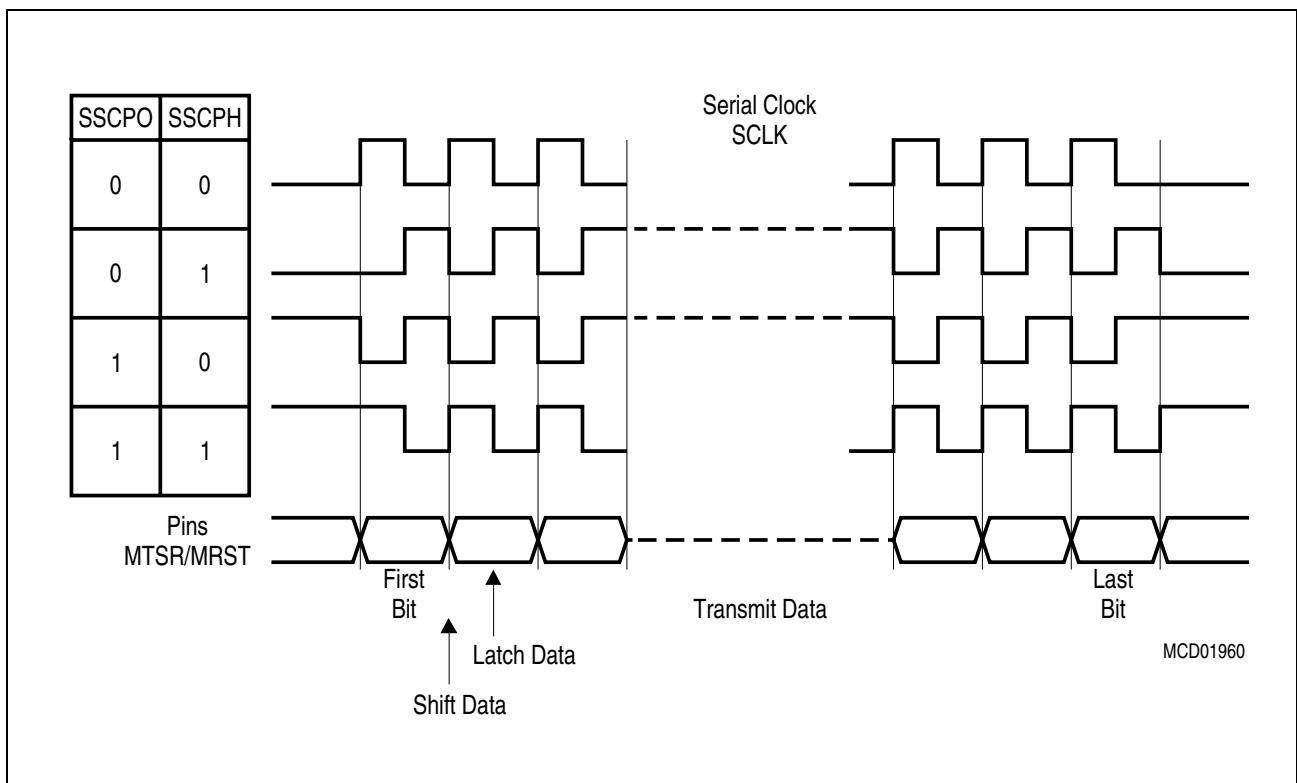 SSCPO SSCPH
0 0
0 1
1 0
1 1
Serial Clock
SCLK
Pins
MTSR/MRST
First
Bit
Last
Bit
Transmit Data
Latch Data
Shift Data
MCD01960